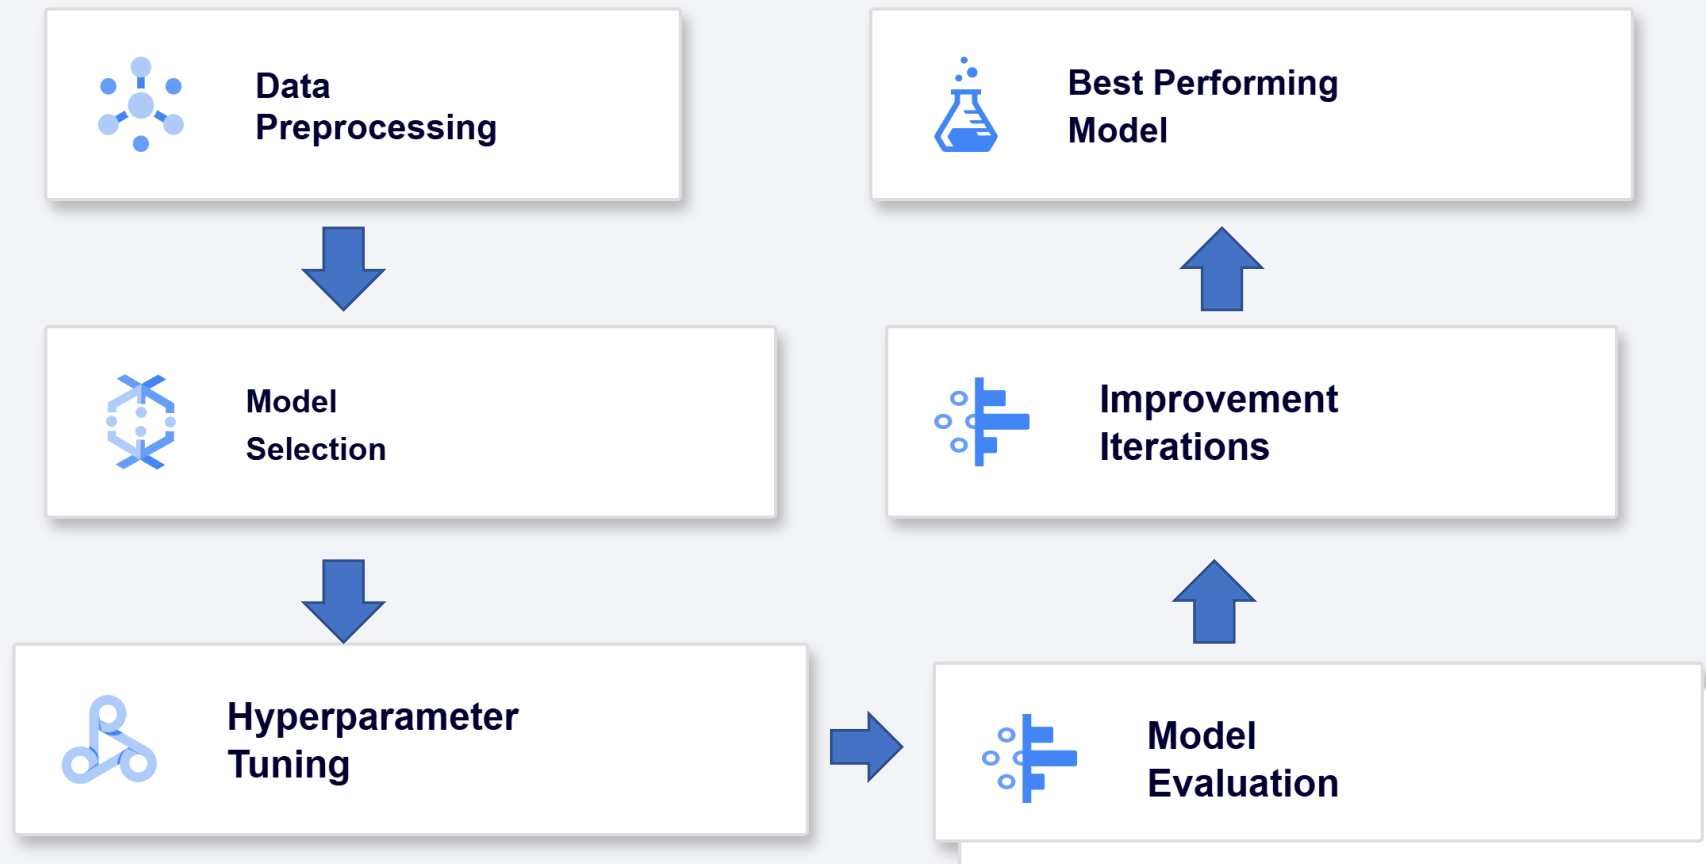 Data
Preprocessing
Model
Selection
Hyperparameter
Tuning
Model
Evaluation
Improvement
Iterations
Best Performing
Model